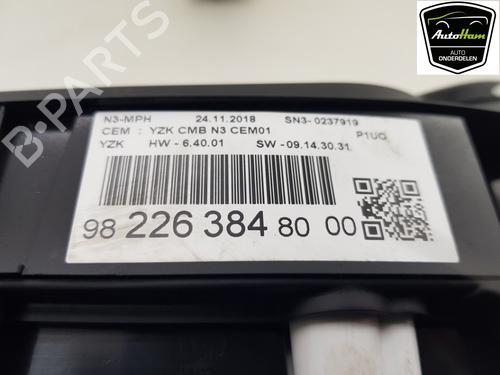 AutoHam
AUTO
ONDERDELEN
B-PARTS
N3-MPH 24.11.2018 SN3- 0237919
CEM : YZK CMB N3 CEM01 P1UO
YZK HW - 6.40.01 SW - 09.14.30.31
98 226 384 80 00